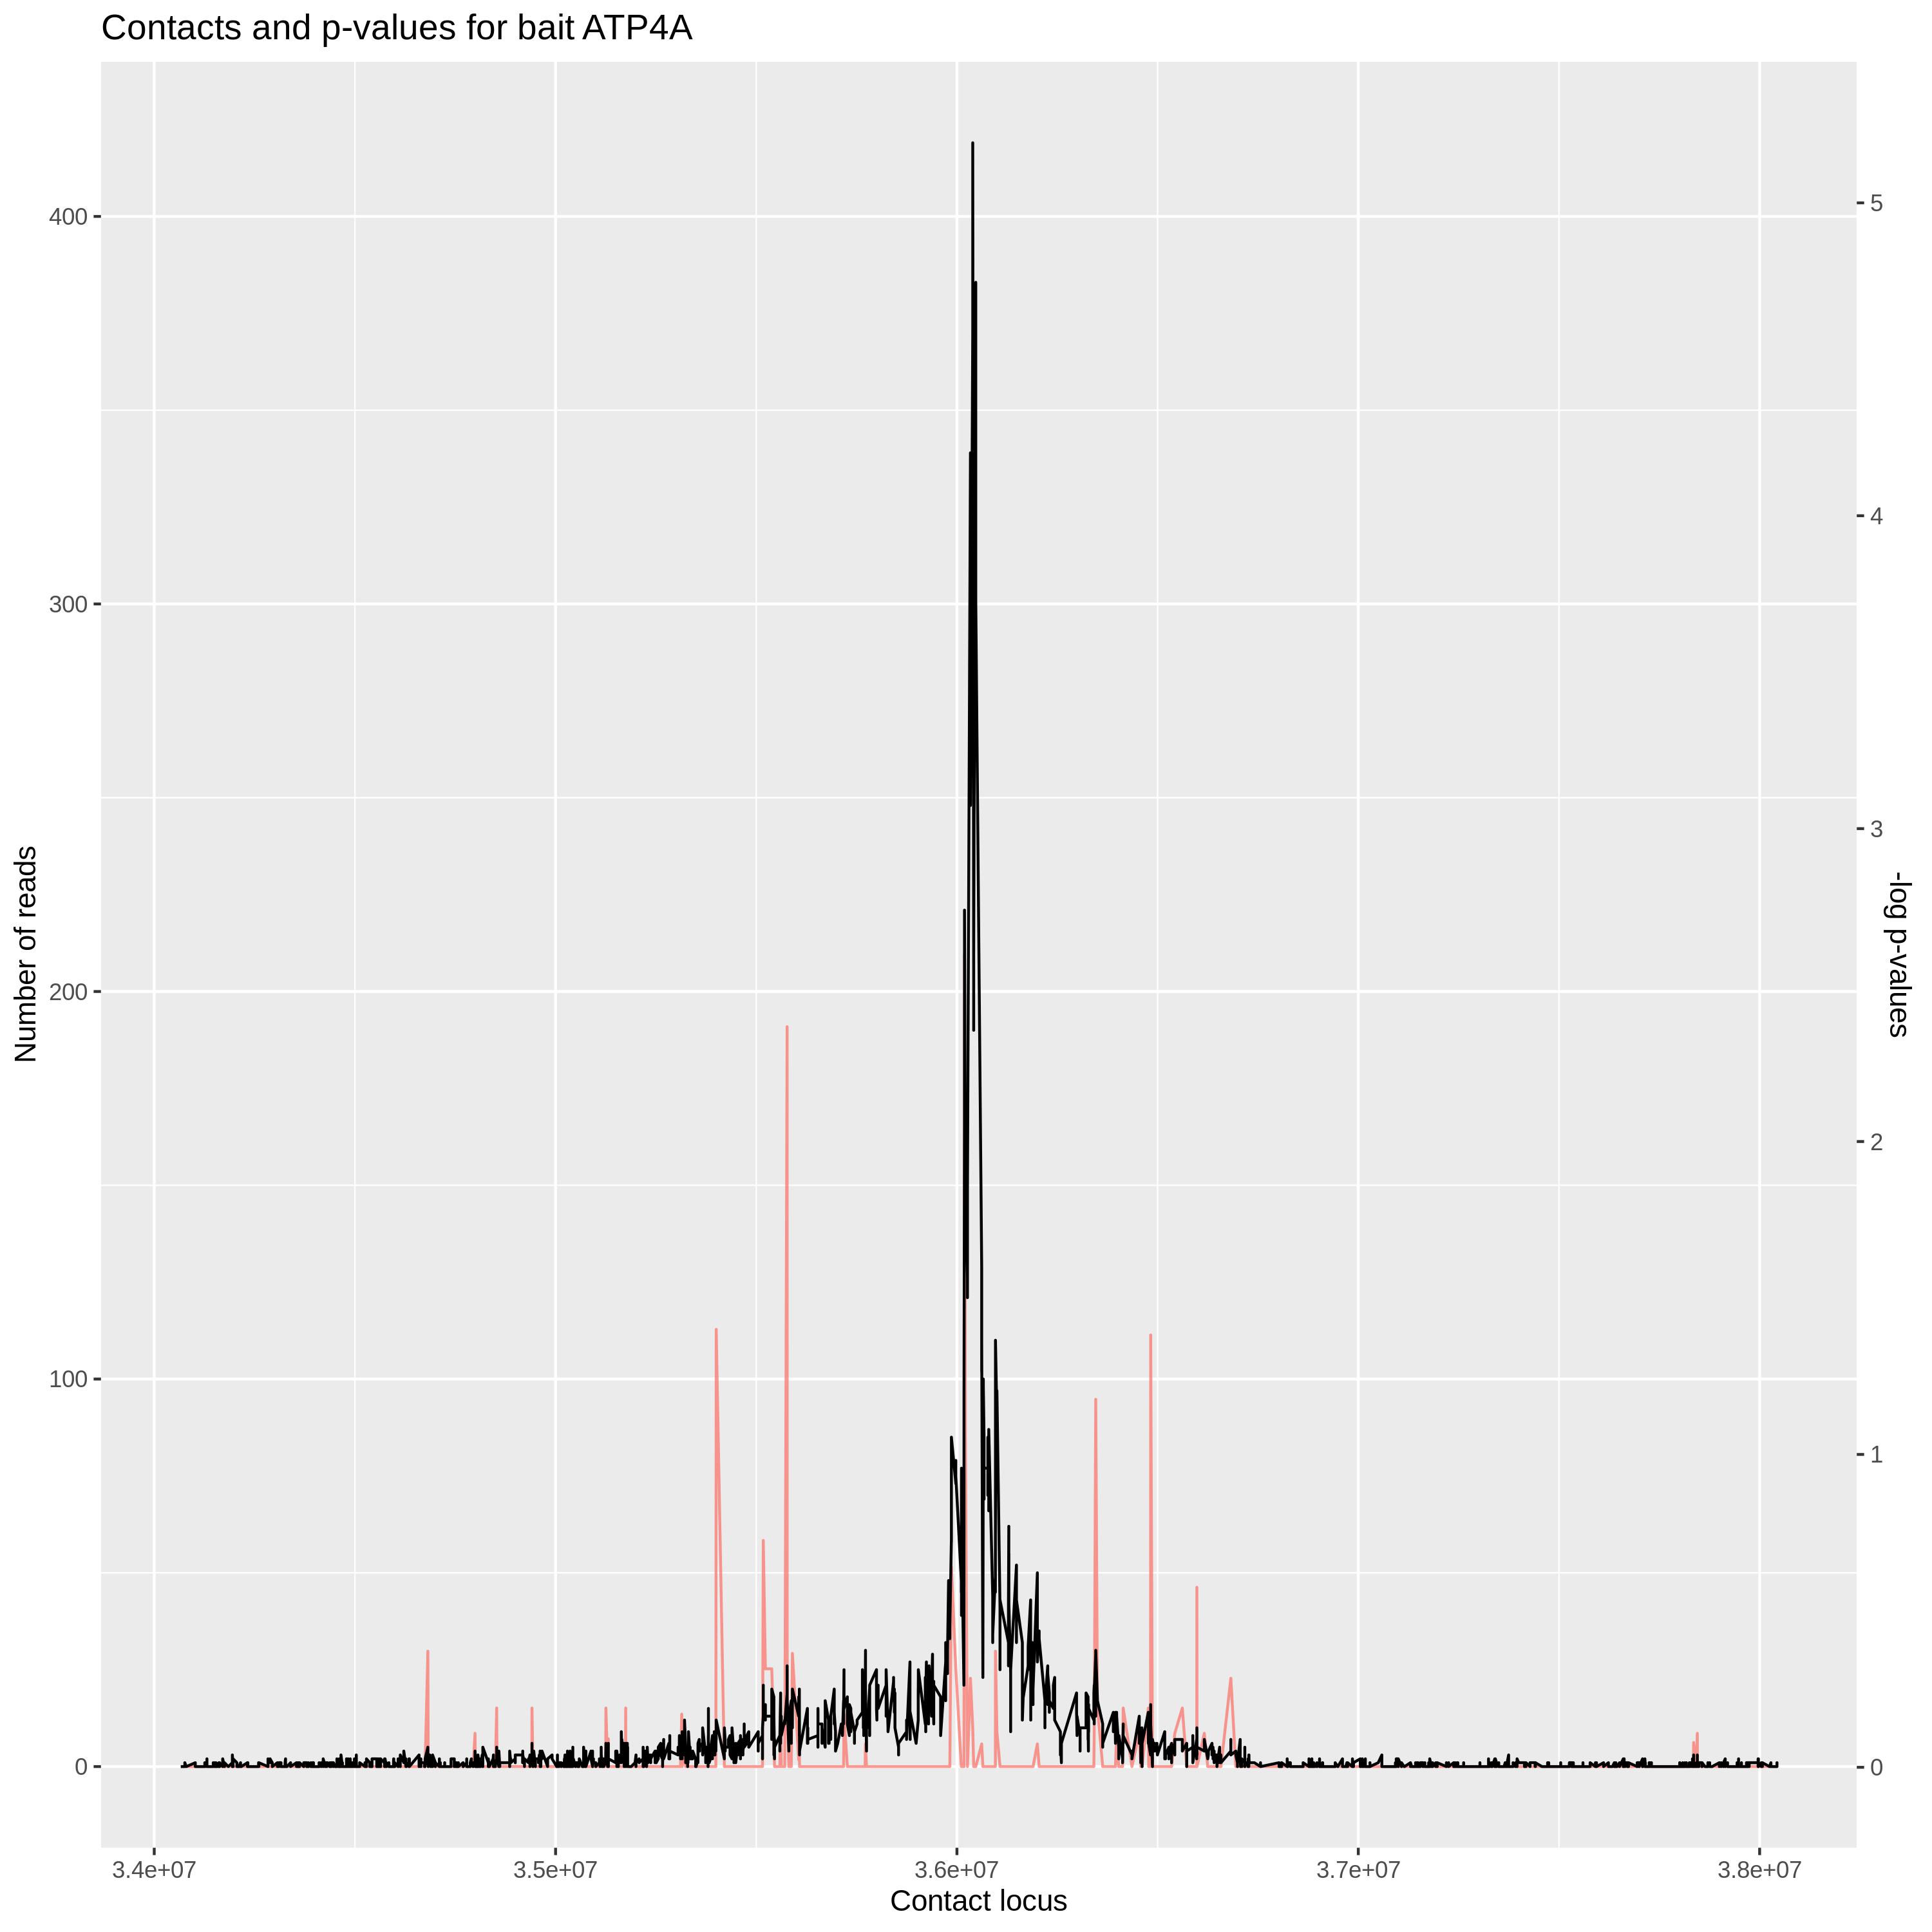 Contacts and p-values for bait ATP4A
Number of reads
400
300
200
100
0
5
4
3
2
1
0
-log p-values
3.4e+07
3.5e+07
3.6e+07
3.7e+07
3.8e+07
Contact locus